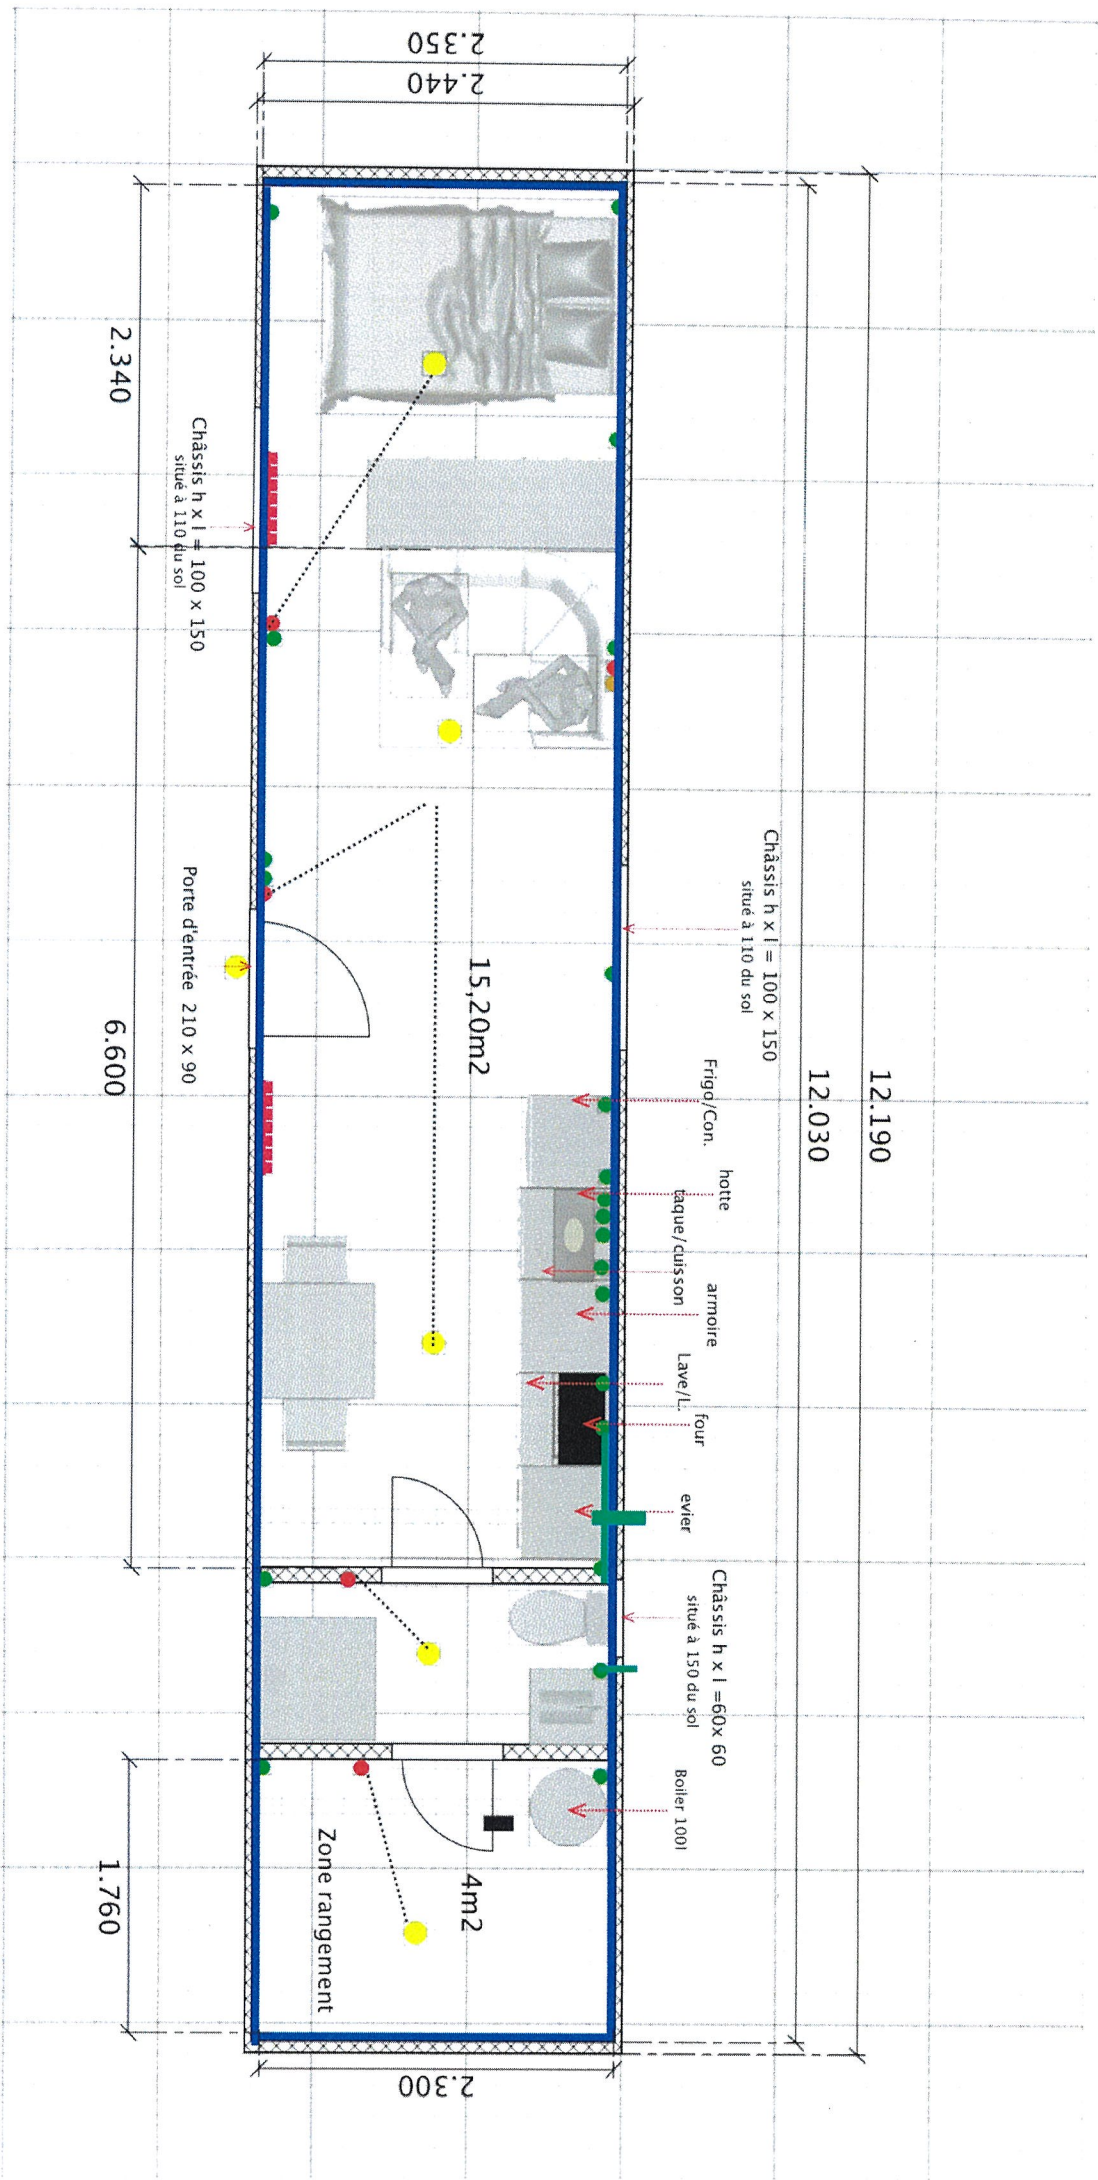 2.350
2.440
12.190
12.030
2.340
6.600
1.760
2.300
Châssis h x l = 100 x 150
situé à 110 du sol
Châssis h x l = 100 x 150
situé à 110 du sol
Porte d'entrée 210 x 90
15,20m2
Frigo/Con.
hotte
taque/cuisson
armoire
Lave/L.
four
evier
Châssis h x l =60x 60
situé à 150 du sol
Boiler 100l
4m2
Zone rangement